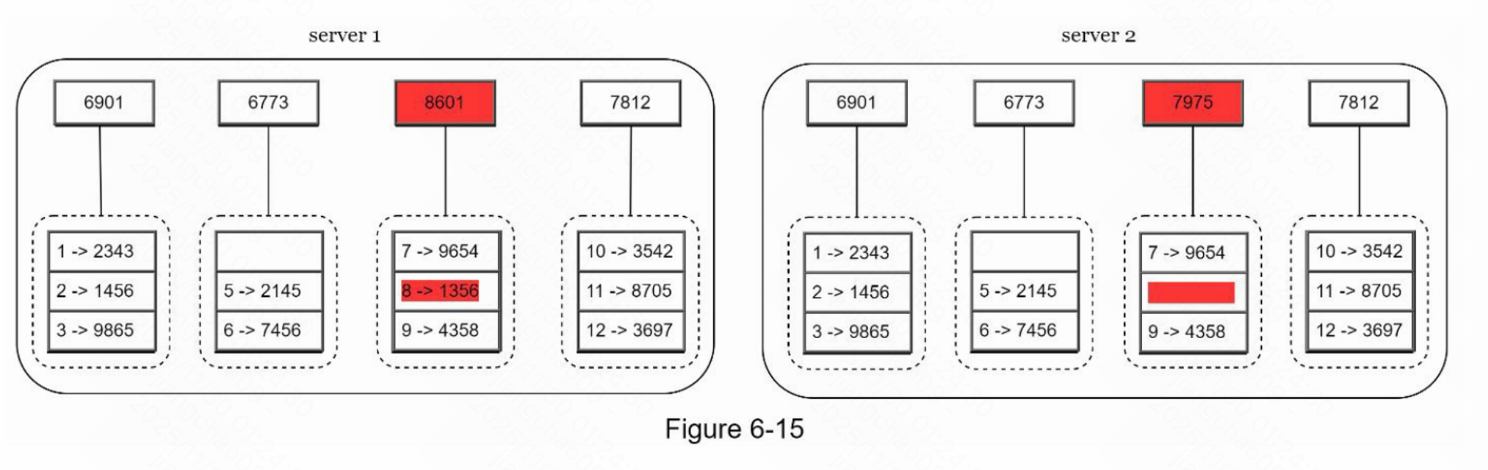 server 1
6901
6773
8601
7812
1 -> 2343
2 -> 1456
3 -> 9865
5 -> 2145
6 -> 7456
7 -> 9654
8 -> 1356
9 -> 4358
10 -> 3542
11 -> 8705
12 -> 3697
server 2
6901
6773
7975
7812
1 -> 2343
2 -> 1456
3 -> 9865
5 -> 2145
6 -> 7456
7 -> 9654
9 -> 4358
10 -> 3542
11 -> 8705
12 -> 3697
Figure 6-15